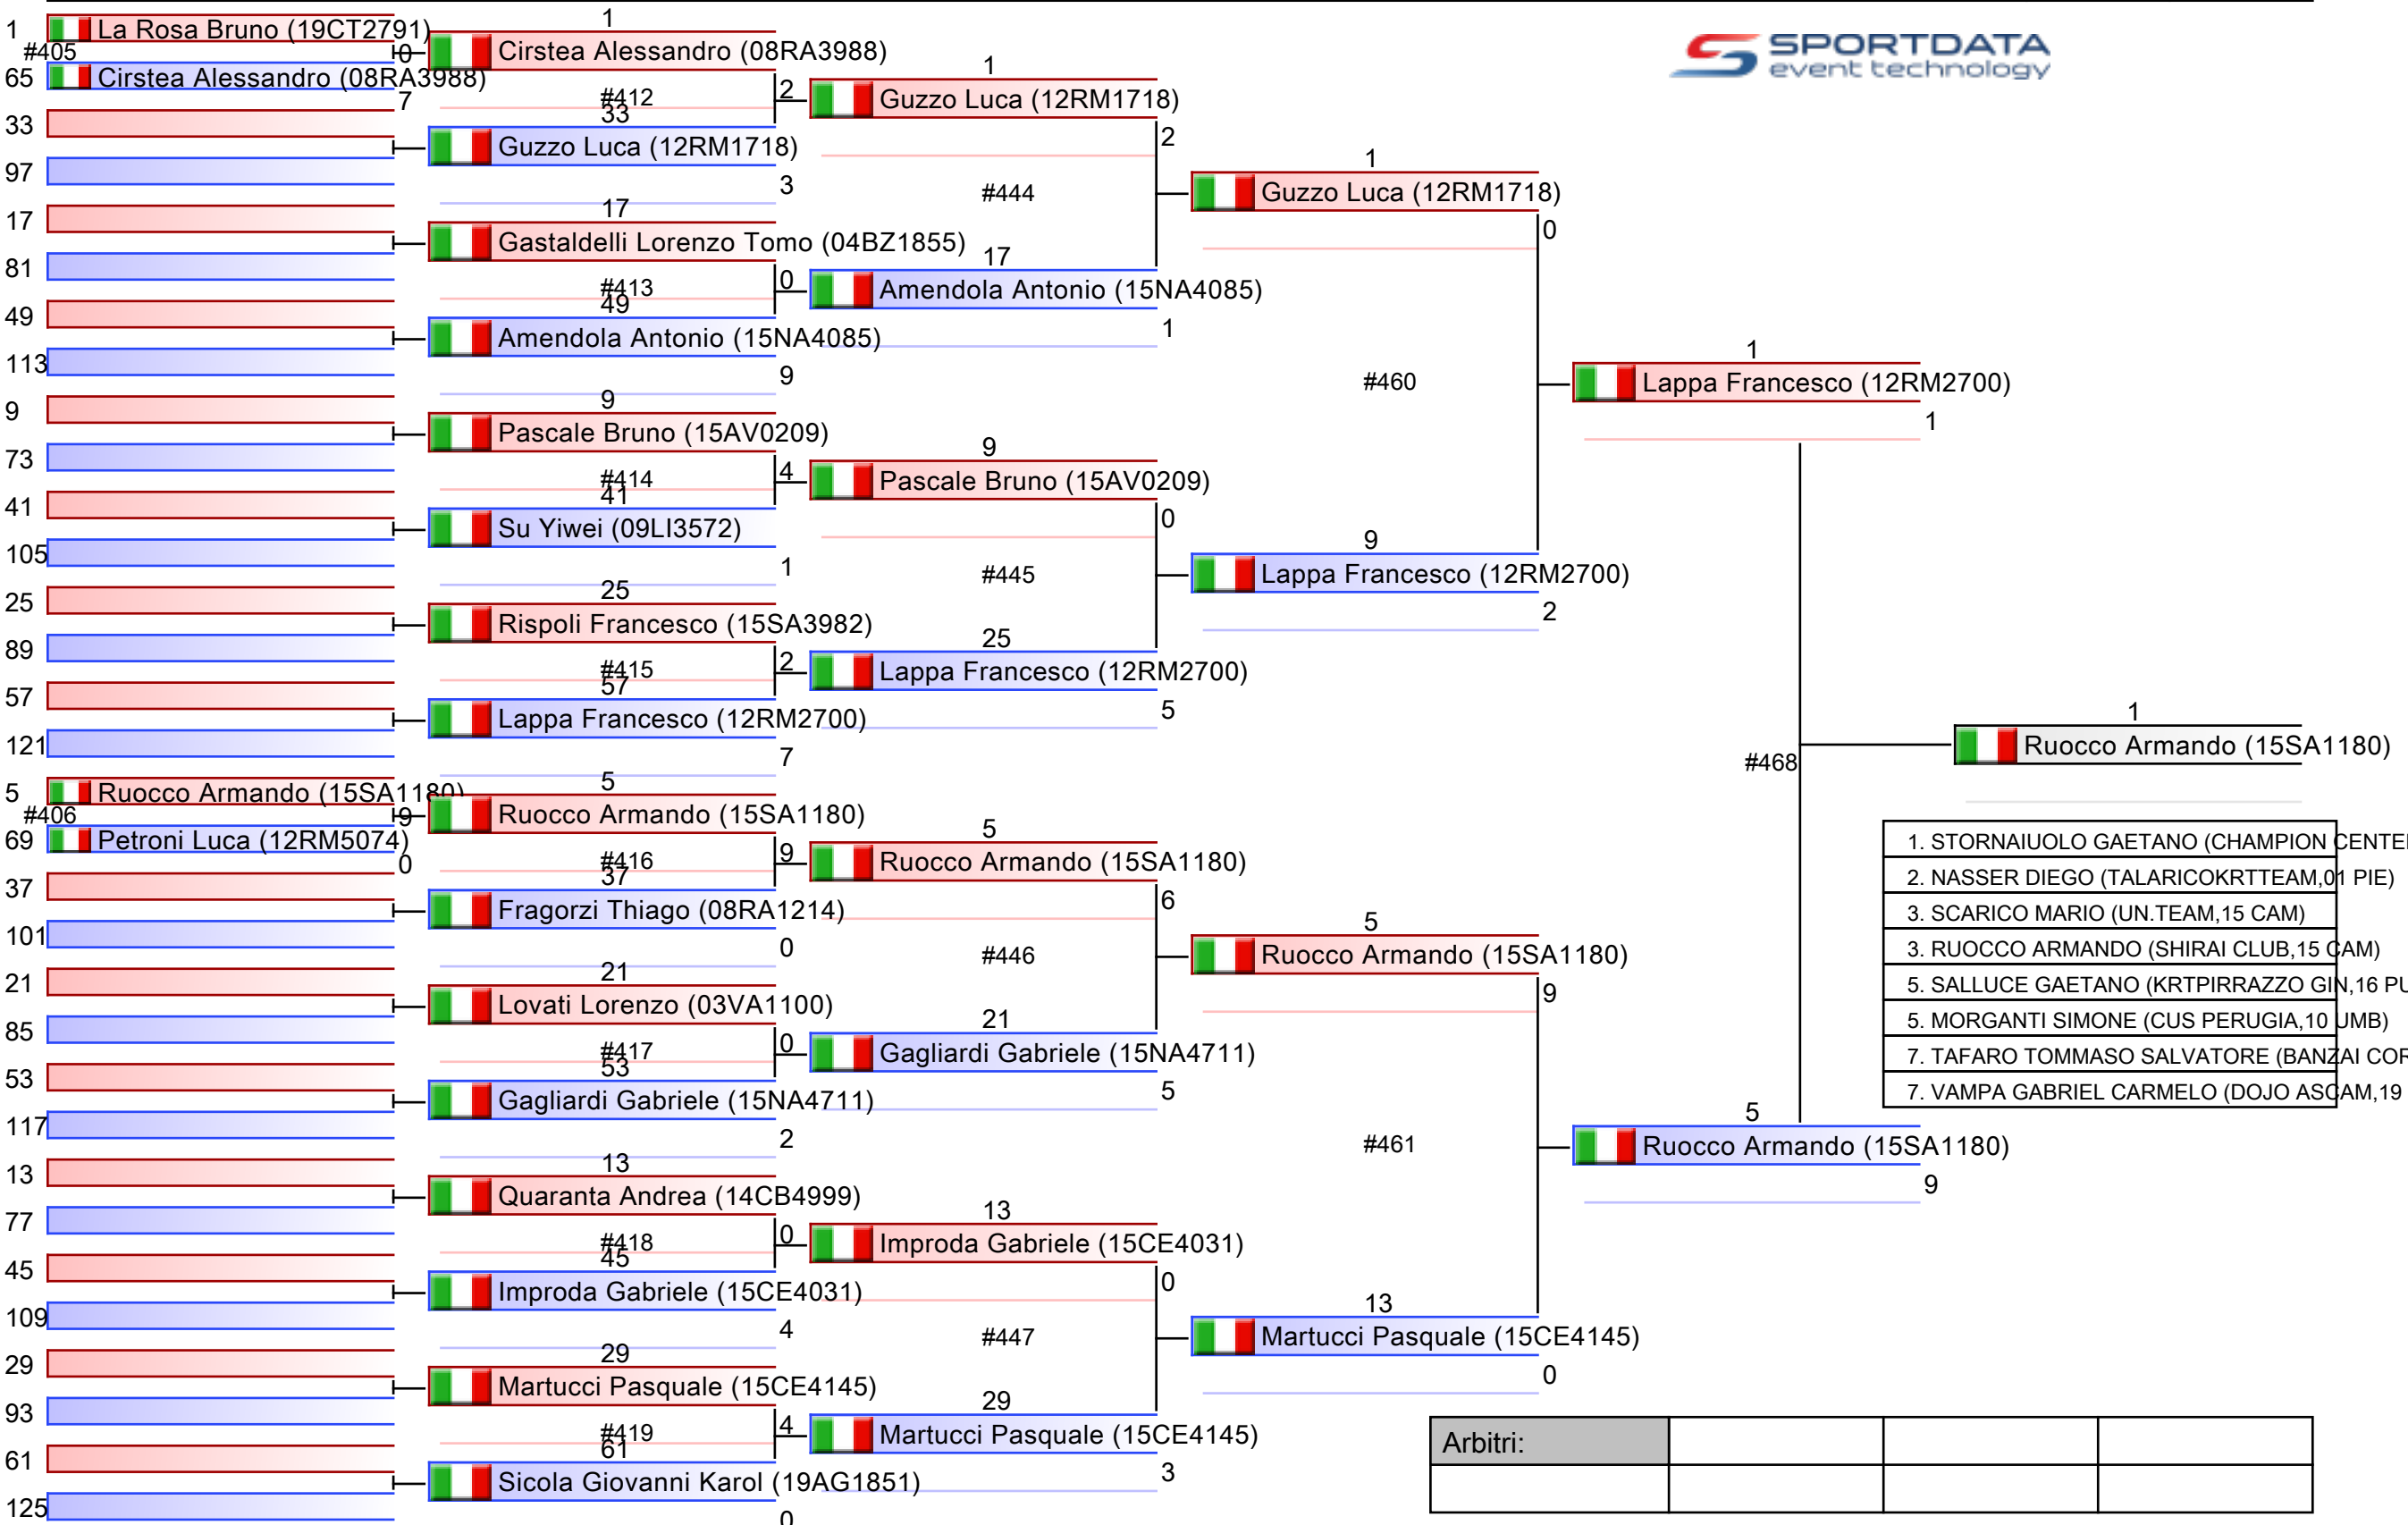 SPORTDATA
event technology
1 La Rosa Bruno (19CT2791)
#405
0
65 Cirstea Alessandro (08RA3988)
7
33
97
17
81
49
113
9
73
41
105
25
89
57
121
5 Ruocco Armando (15SA1180)
#406
9
69 Petroni Luca (12RM5074)
0
37
101
21
85
53
117
13
77
45
109
29
93
61
125
1
Cirstea Alessandro (08RA3988)
2
#412
33
Guzzo Luca (12RM1718)
3
17
Gastaldelli Lorenzo Tomo (04BZ1855)
0
#413
49
Amendola Antonio (15NA4085)
9
9
Pascale Bruno (15AV0209)
4
#414
41
Su Yiwei (09LI3572)
1
25
Rispoli Francesco (15SA3982)
2
#415
57
Lappa Francesco (12RM2700)
7
5
Ruocco Armando (15SA1180)
9
#416
37
Fragorzi Thiago (08RA1214)
0
21
Lovati Lorenzo (03VA1100)
0
#417
53
Gagliardi Gabriele (15NA4711)
2
13
Quaranta Andrea (14CB4999)
0
#418
45
Improda Gabriele (15CE4031)
4
29
Martucci Pasquale (15CE4145)
4
#419
61
Sicola Giovanni Karol (19AG1851)
0
1
Guzzo Luca (12RM1718)
2
#444
17
Amendola Antonio (15NA4085)
1
9
Pascale Bruno (15AV0209)
0
#445
25
Lappa Francesco (12RM2700)
5
5
Ruocco Armando (15SA1180)
6
#446
21
Gagliardi Gabriele (15NA4711)
5
13
Improda Gabriele (15CE4031)
0
#447
29
Martucci Pasquale (15CE4145)
3
1
Guzzo Luca (12RM1718)
0
#460
9
Lappa Francesco (12RM2700)
2
5
Ruocco Armando (15SA1180)
9
#461
13
Martucci Pasquale (15CE4145)
0
1
Lappa Francesco (12RM2700)
1
#468
5
Ruocco Armando (15SA1180)
9
1
Ruocco Armando (15SA1180)
1. STORNAIUOLO GAETANO (CHAMPION CENTE
2. NASSER DIEGO (TALARICOKRTTEAM,01 PIE)
3. SCARICO MARIO (UN.TEAM,15 CAM)
3. RUOCCO ARMANDO (SHIRAI CLUB,15 CAM)
5. SALLUCE GAETANO (KRTPIRRAZZO GIN,16 PU
5. MORGANTI SIMONE (CUS PERUGIA,10 UMB)
7. TAFARO TOMMASO SALVATORE (BANZAI COR
7. VAMPA GABRIEL CARMELO (DOJO ASCAM,19
Arbitri: